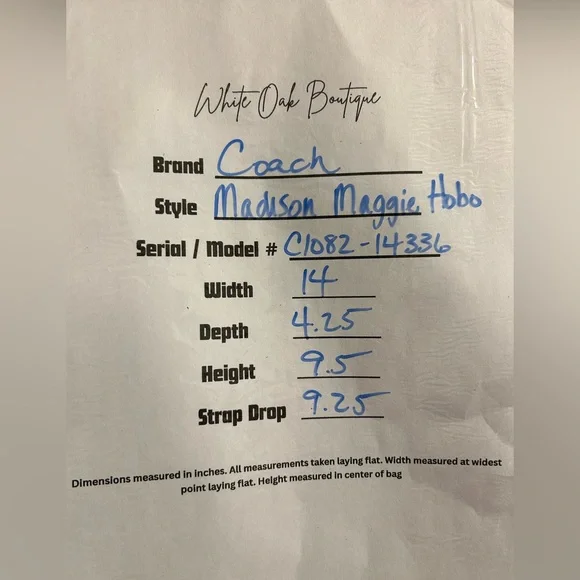 White Oak Boutique
Brand Coach
Style Madison Maggie Hobo
Serial / Model # C1082-14336
Width 14
Depth 4.25
Height 9.5
Strap Drop 9.25
Dimensions measured in inches. All measurements taken laying flat. Width measured at widest
point laying flat. Height measured in center of bag